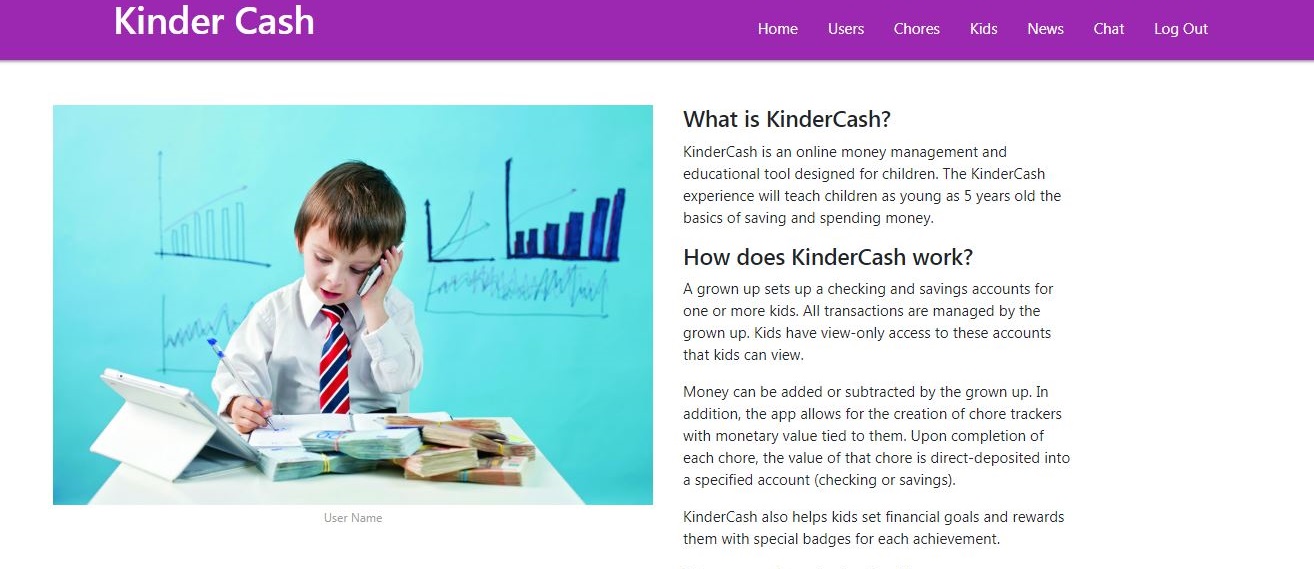 Kinder Cash
Home Users Chores Kids News Chat Log Out
What is KinderCash?
KinderCash is an online money management and
educational tool designed for children. The KinderCash
experience will teach children as young as 5 years old the
basics of saving and spending money.
How does KinderCash work?
A grown up sets up a checking and savings accounts for
one or more kids. All transactions are managed by the
grown up. Kids have view-only access to these accounts
that kids can view.
Money can be added or subtracted by the grown up. In
addition, the app allows for the creation of chore trackers
with monetary value tied to them. Upon completion of
each chore, the value of that chore is direct-deposited into
a specified account (checking or savings).
KinderCash also helps kids set financial goals and rewards
them with special badges for each achievement.
User Name